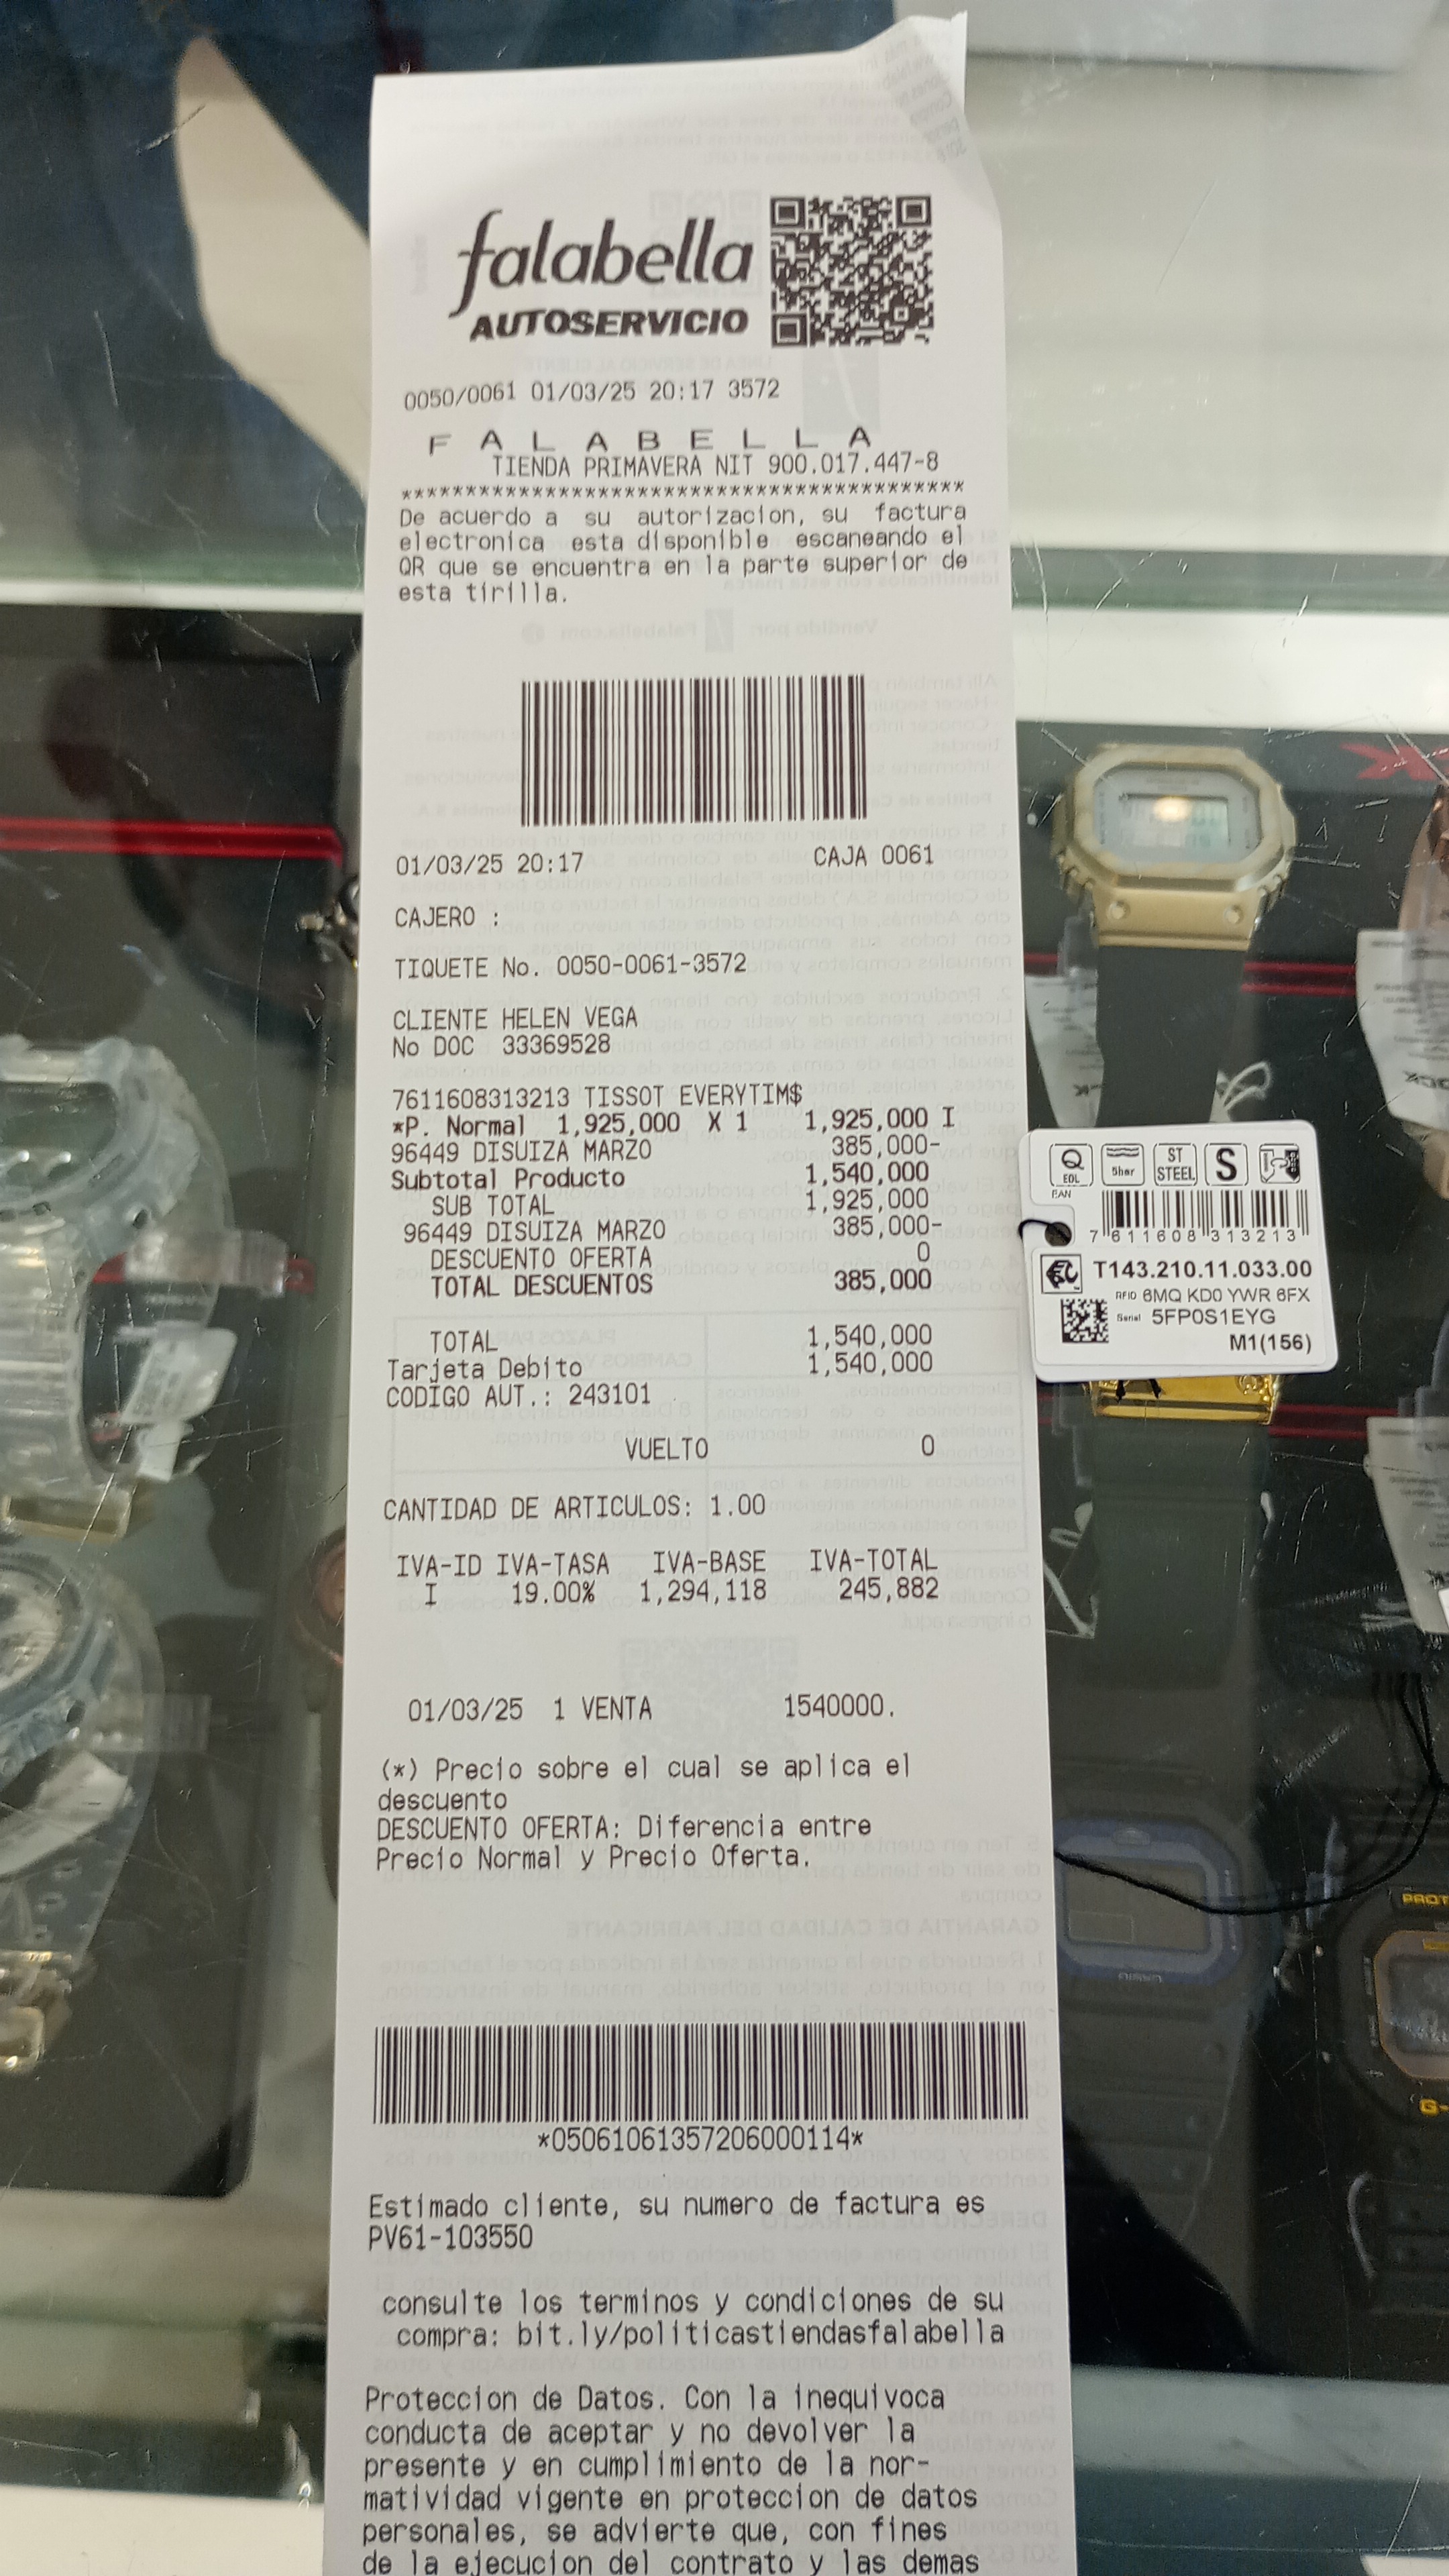 falabella
AUTOSERVICIO
0050/0061 01/03/25 20:17 3572
F A L A B E L L A
TIENDA PRIMAVERA NIT 900.017.447-8
******************************************
De acuerdo a su autorizacion, su factura
electronica esta disponible escaneando el
QR que se encuentra en la parte superior de
esta tirilla.
01/03/25 20:17 CAJA 0061
CAJERO :
TIQUETE No. 0050-0061-3572
CLIENTE HELEN VEGA
No DOC 33369528
7611608313213 TISSOT EVERYTIM$
*P. Normal 1,925,000 X 1 1,925,000 I
96449 DISUIZA MARZO 385,000-
Subtotal Producto 1,540,000
SUB TOTAL 1,925,000
96449 DISUIZA MARZO 385,000-
DESCUENTO OFERTA 0
TOTAL DESCUENTOS 385,000
TOTAL 1,540,000
Tarjeta Debito 1,540,000
CODIGO AUT.: 243101
VUELTO 0
CANTIDAD DE ARTICULOS: 1.00
IVA-ID IVA-TASA IVA-BASE IVA-TOTAL
I 19.00% 1,294,118 245,882
01/03/25 1 VENTA 1540000.
(*) Precio sobre el cual se aplica el
descuento
DESCUENTO OFERTA: Diferencia entre
Precio Normal y Precio Oferta.
*05061061357206000114*
Estimado cliente, su numero de factura es
PV61-103550
consulte los terminos y condiciones de su
compra: bit.ly/politicastiendasfalabella
Proteccion de Datos. Con la inequivoca
conducta de aceptar y no devolver la
presente y en cumplimiento de la nor-
matividad vigente en proteccion de datos
personales, se advierte que, con fines
de la ejecucion del contrato y las demas
Q EOL 5bar ST STEEL S
EAN
7 611608 313213
T143.210.11.033.00
RFID 6MQ KD0 YWR 6FX
Serial 5FP0S1EYG
M1(156)
PROT
G-